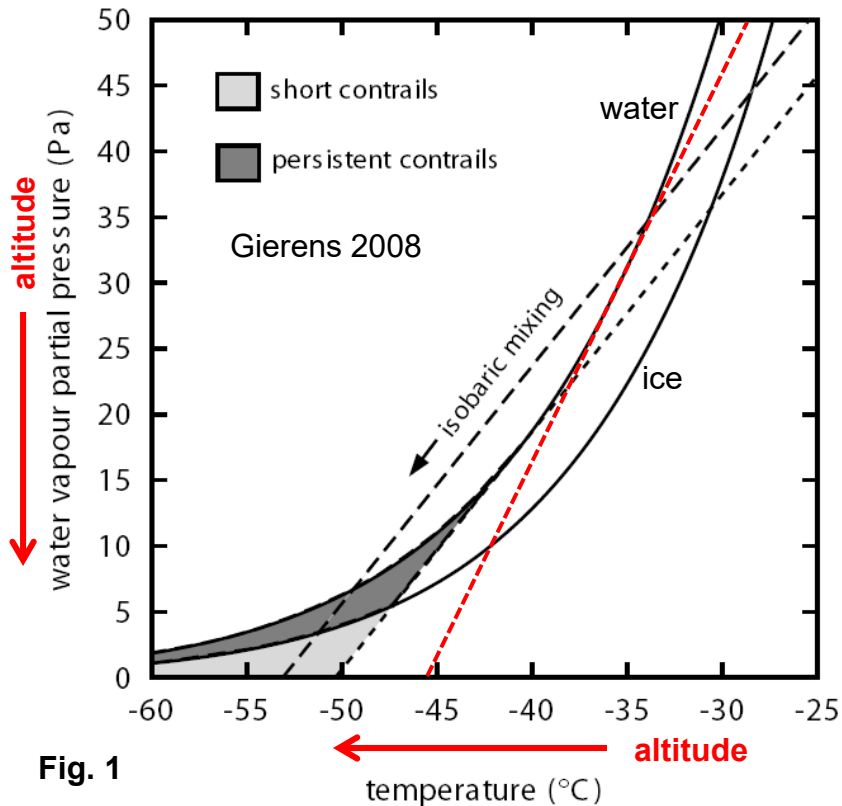 50
45
40
35
30
25
20
15
10
5
0
water vapour partial pressure (Pa)
altitude
short contrails
persistent contrails
Gierens 2008
water
isobaric mixing
ice
-60 -55 -50 -45 -40 -35 -30 -25
altitude
Fig. 1
temperature (°C)